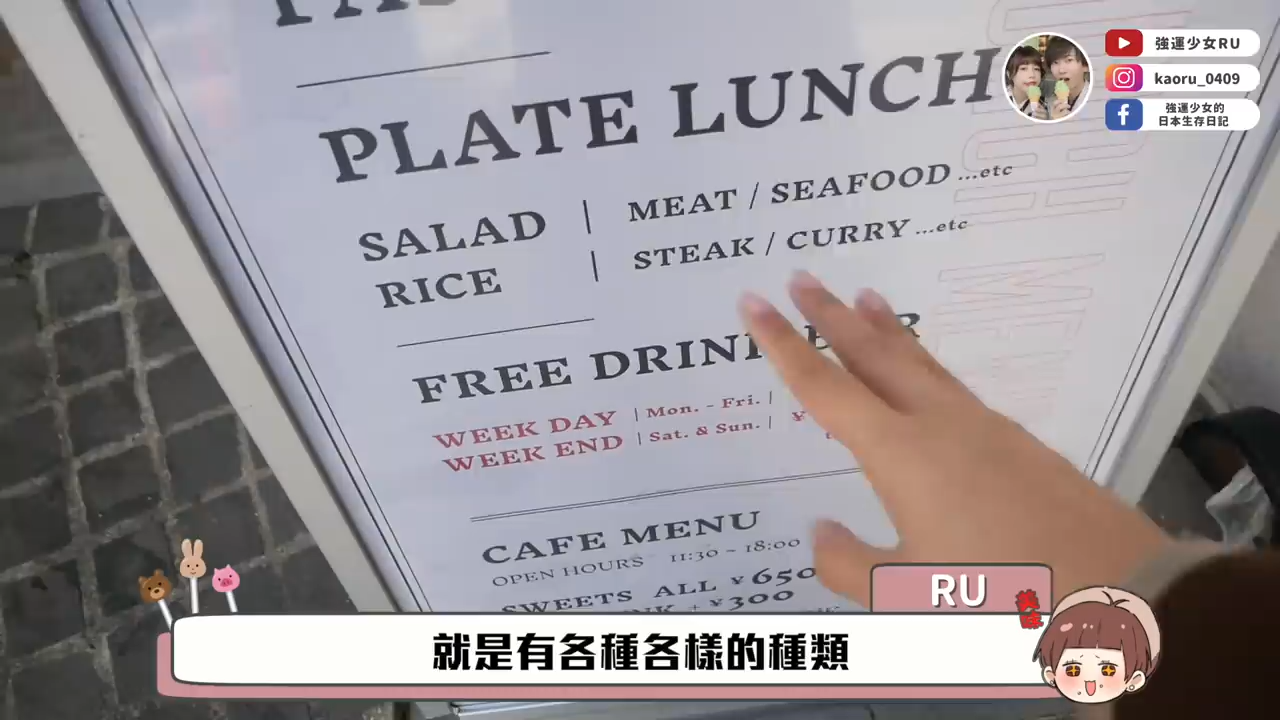 強運少女RU
kaoru_0409
強運少女的
日本生存日記
PLATE LUNCH
SALAD | MEAT / SEAFOOD ...etc
RICE | STEAK / CURRY ...etc
FREE
WEEK DAY | Mon. - Fri. | ¥
WEEK END | Sat. & Sun. |
CAFE MENU
OPEN HOURS 11:30 ~ 18:00
SWEETS ALL ¥650
+ ¥300
RU
美味
就是有各種各樣的種類